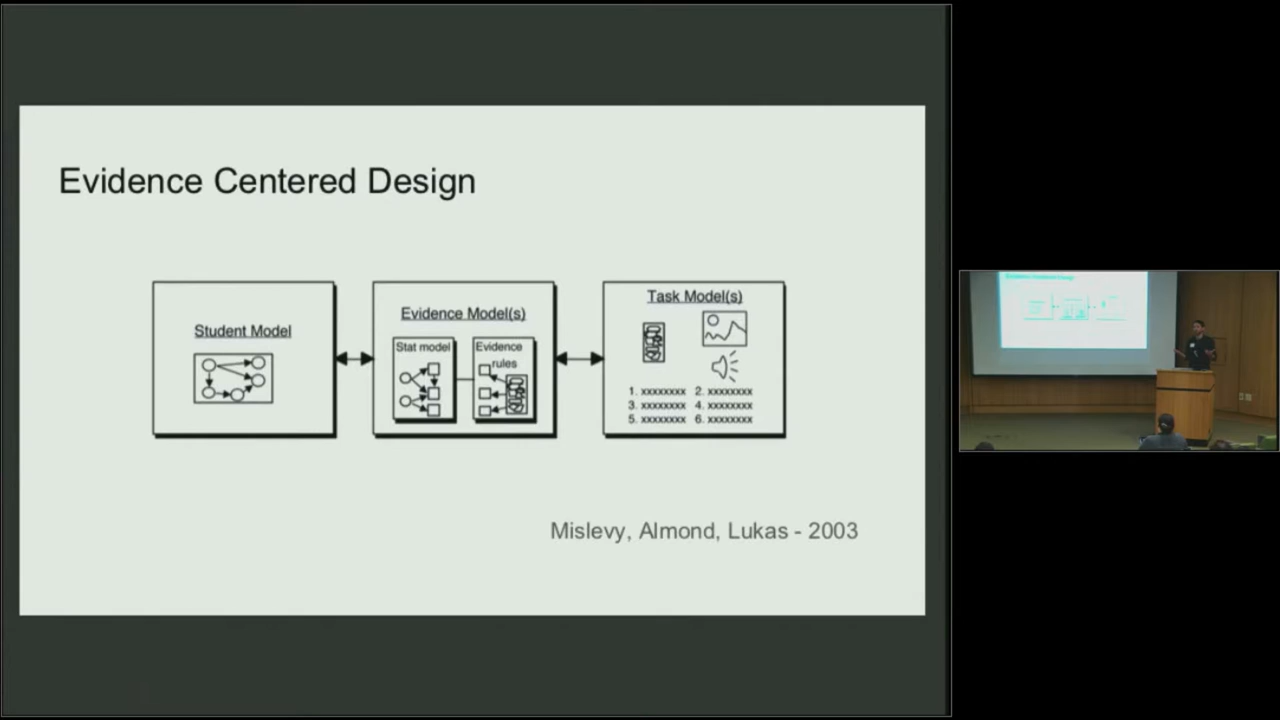 Evidence Centered Design
Student Model
Evidence Model(s)
Stat model
Evidence
rules
Task Model(s)
1. xxxxxxxx 2. xxxxxxxx
3. xxxxxxxx 4. xxxxxxxx
5. xxxxxxxx 6. xxxxxxxx
Mislevy, Almond, Lukas - 2003